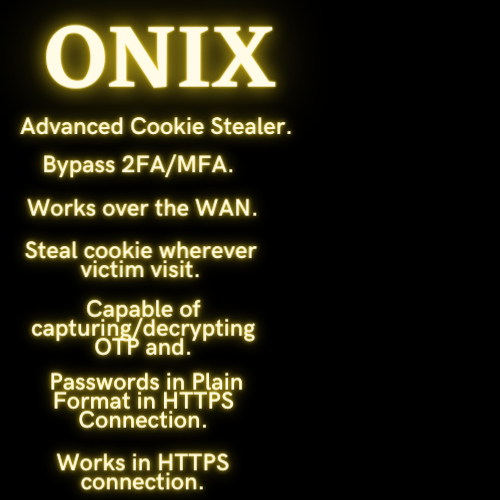 ONIX
Advanced Cookie Stealer.
Bypass 2FA/MFA.
Works over the WAN.
Steal cookie wherever
victim visit.
Capable of
capturing/decrypting
OTP and.
Passwords in Plain
Format in HTTPS
Connection.
Works in HTTPS
connection.